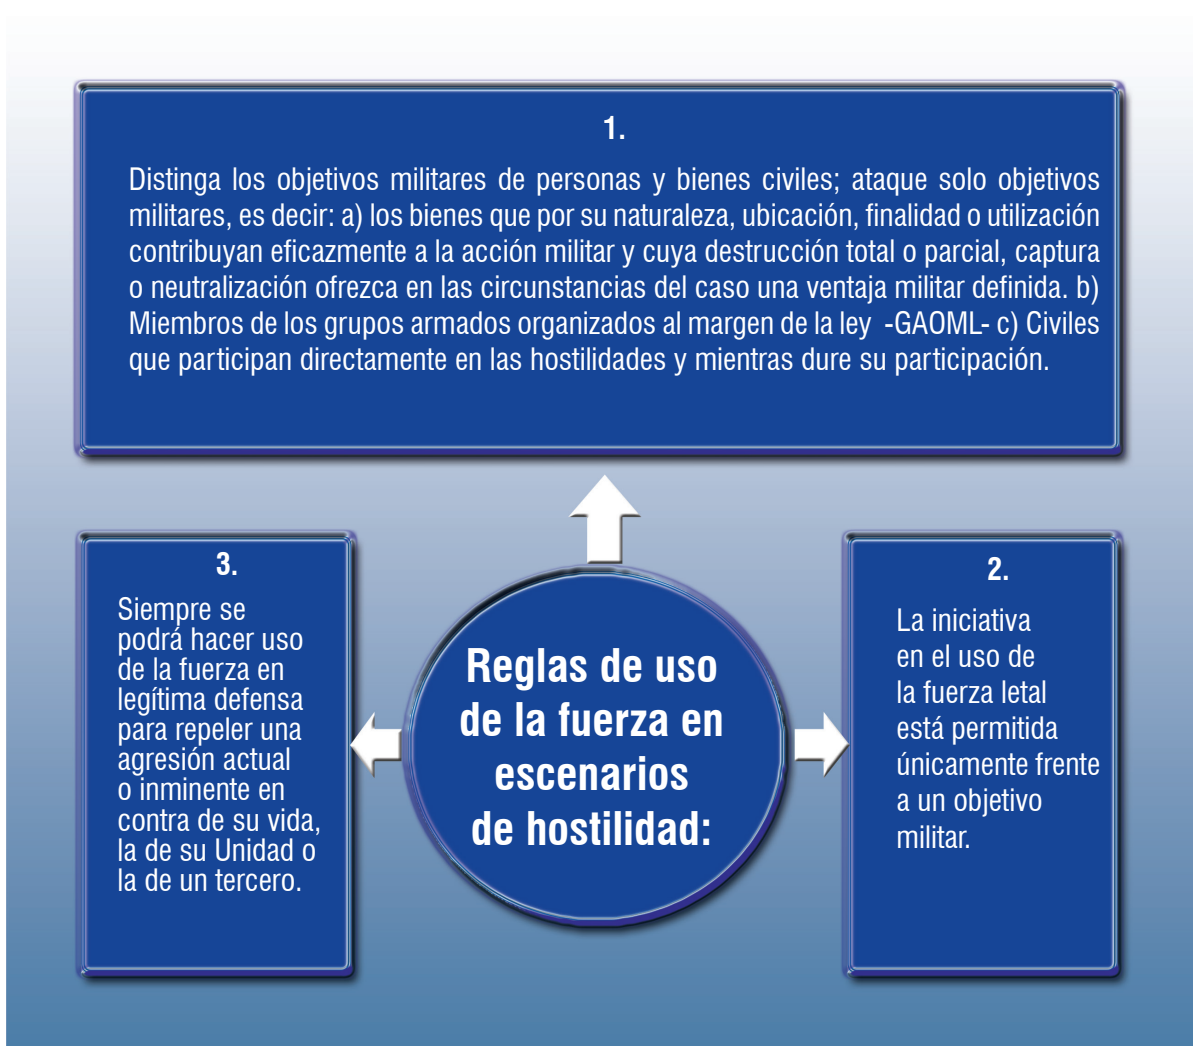 1.
Distinga los objetivos militares de personas y bienes civiles; ataque solo objetivos
militares, es decir: a) los bienes que por su naturaleza, ubicación, finalidad o utilización
contribuyan eficazmente a la acción militar y cuya destrucción total o parcial, captura
o neutralización ofrezca en las circunstancias del caso una ventaja militar definida. b)
Miembros de los grupos armados organizados al margen de la ley  -GAOML- c) Civiles
que participan directamente en las hostilidades y mientras dure su participación.
Reglas de uso
de la fuerza en
escenarios
de hostilidad:
2.
La iniciativa
en el uso de
la fuerza letal
está permitida
únicamente frente
a un objetivo
militar.
3.
Siempre se
podrá hacer uso
de la fuerza en
legítima defensa
para repeler una
agresión actual
o inminente en
contra de su vida,
la de su Unidad o
la de un tercero.